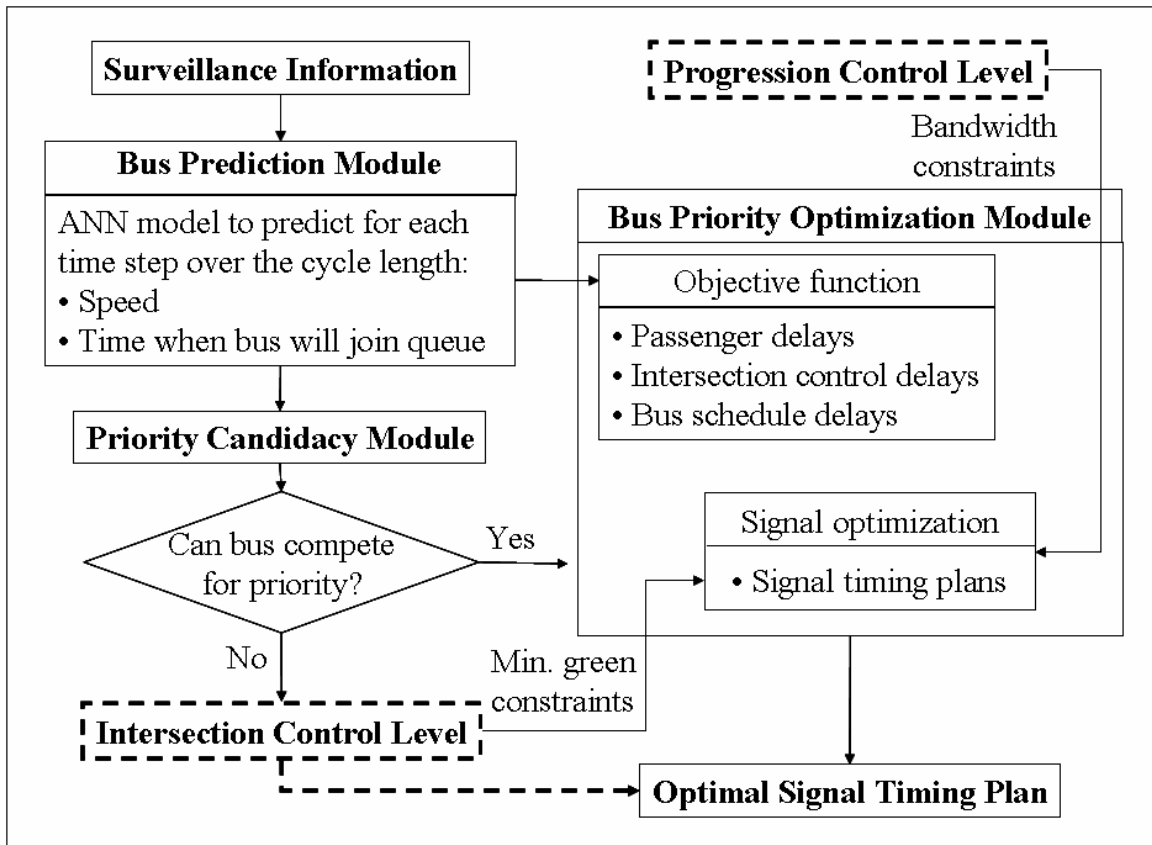 Surveillance Information
Progression Control Level
Bandwidth
constraints
Bus Prediction Module
ANN model to predict for each
time step over the cycle length:
• Speed
• Time when bus will join queue
Bus Priority Optimization Module
Objective function
• Passenger delays
• Intersection control delays
• Bus schedule delays
Priority Candidacy Module
Can bus compete
for priority?
Yes
No
Signal optimization
• Signal timing plans
Min. green
constraints
Intersection Control Level
Optimal Signal Timing Plan